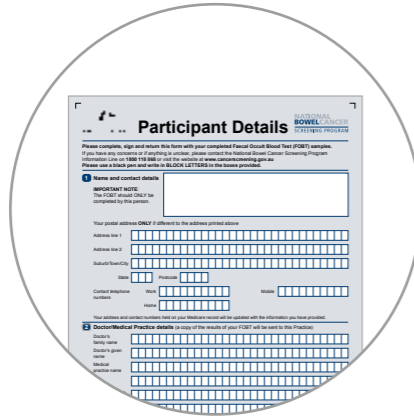 Participant Details
NATIONAL
BOWELCANCER
SCREENING PROGRAM
Please complete, sign and return this form with your completed Faecal Occult Blood Test (FOBT) samples.
If you have any concerns or if anything is unclear, please contact the National Bowel Cancer Screening Program
Information Line on 1800 118 868 or visit the website at www.cancerscreening.gov.au
Please use a black pen and write in BLOCK LETTERS in the boxes provided.
1 Name and contact details
IMPORTANT NOTE
The FOBT should ONLY be
completed by this person.
Your postal address ONLY if different to the address printed above
Address line 1
Address line 2
Suburb/Town/City
State Postcode
Contact telephone numbers Work Mobile
Home
Your address and contact numbers held on your Medicare record will be updated with the information you have provided.
2 Doctor/Medical Practice details (a copy of the results of your FOBT will be sent to this Practice)
Doctor's
family name
Doctor's given
name
Medical
practice name